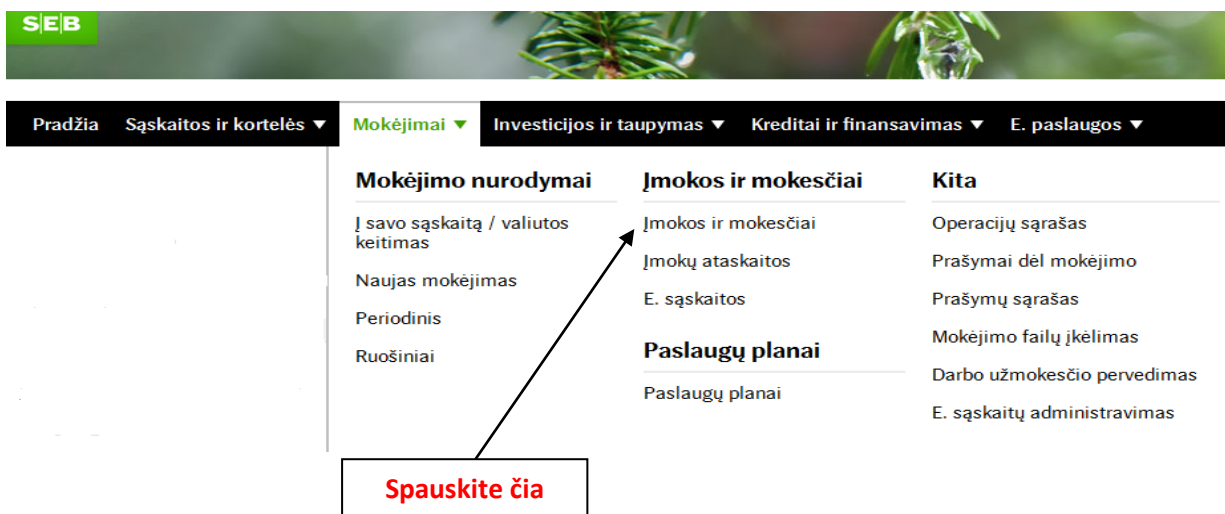 S|E|B
Pradžia Sąskaitos ir kortelės ▼ Mokėjimai ▼ Investicijos ir taupymas ▼ Kreditai ir finansavimas ▼ E. paslaugos ▼
Mokėjimo nurodymai
Į savo sąskaitą / valiutos
keitimas
Naujas mokėjimas
Periodinis
Ruošiniai
Įmokos ir mokesčiai
Įmokos ir mokesčiai
Įmokų ataskaitos
E. sąskaitos
Paslaugų planai
Paslaugų planai
Kita
Operacijų sąrašas
Prašymai dėl mokėjimo
Prašymų sąrašas
Mokėjimo failų įkėlimas
Darbo užmokesčio pervedimas
E. sąskaitų administravimas
Spauskite čia